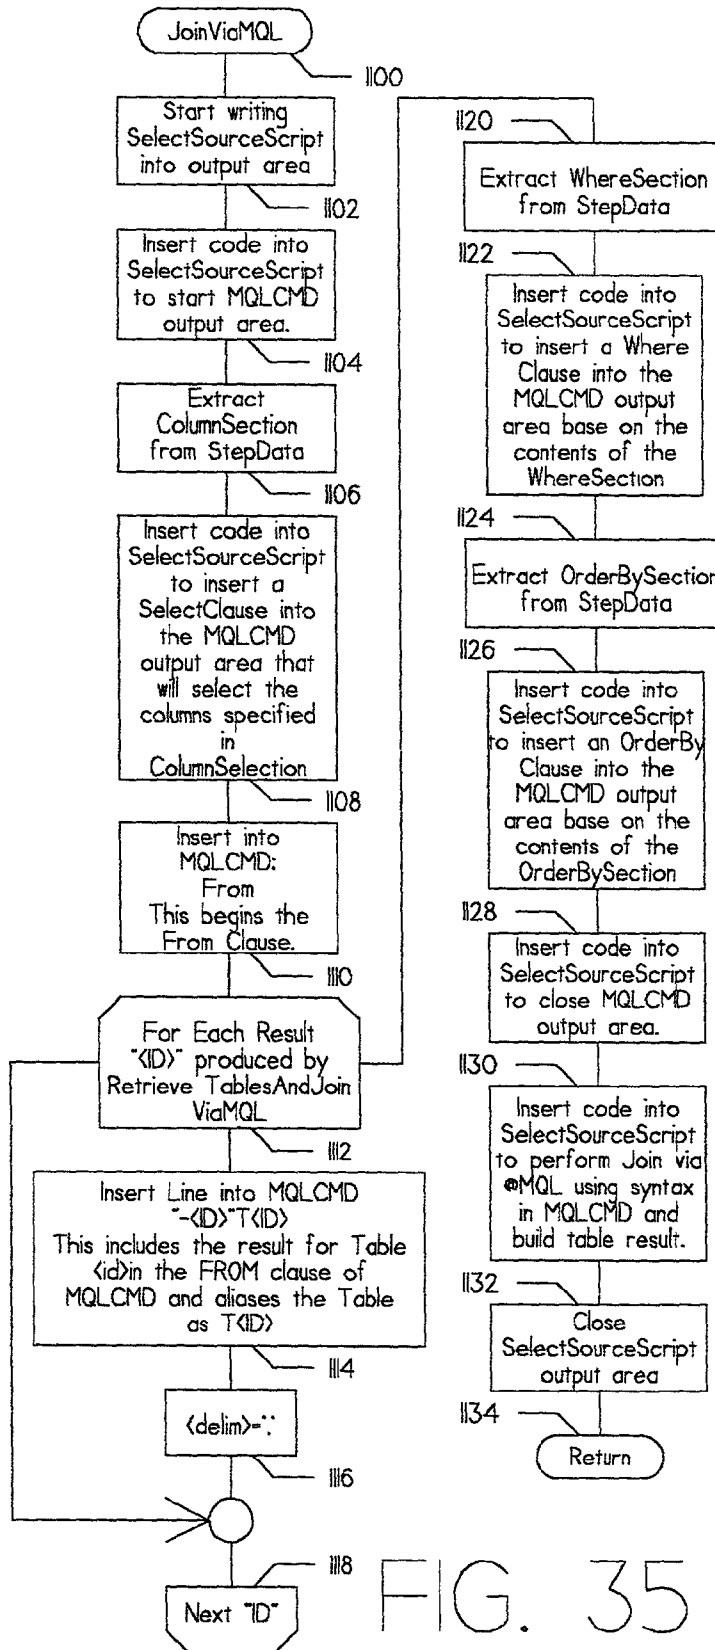 JoinViaMQL
1100
Start writing
SelectSourceScript
into output area
1102
Insert code into
SelectSourceScript
to start MQLCMD
output area.
1104
Extract
ColumnSection
from StepData
1106
Insert code into
SelectSourceScript
to insert a
SelectClause into
the MQLCMD
output area that
will select the
columns specified
in
ColumnSelection
1108
Insert into
MQLCMD:
From
This begins the
From Clause.
1110
For Each Result
"<ID>" produced by
Retrieve TablesAndJoin
ViaMQL
1112
Insert Line into MQLCMD
"-<ID>"T<ID>
This includes the result for Table
<id>in the FROM clause of
MQLCMD and aliases the Table
as T<ID>
1114
<delim>=","
1116
1118
Next "ID"
1120
Extract WhereSection
from StepData
1122
Insert code into
SelectSourceScript
to insert a Where
Clause into the
MQLCMD output
area base on the
contents of the
WhereSection
1124
Extract OrderBySection
from StepData
1126
Insert code into
SelectSourceScript
to insert an OrderBy
Clause into the
MQLCMD output
area base on the
contents of the
OrderBySection
1128
Insert code into
SelectSourceScript
to close MQLCMD
output area.
1130
Insert code into
SelectSourceScript
to perform Join via
@MQL using syntax
in MQLCMD and
build table result.
1132
Close
SelectSourceScript
output area
1134
Return
FIG. 35